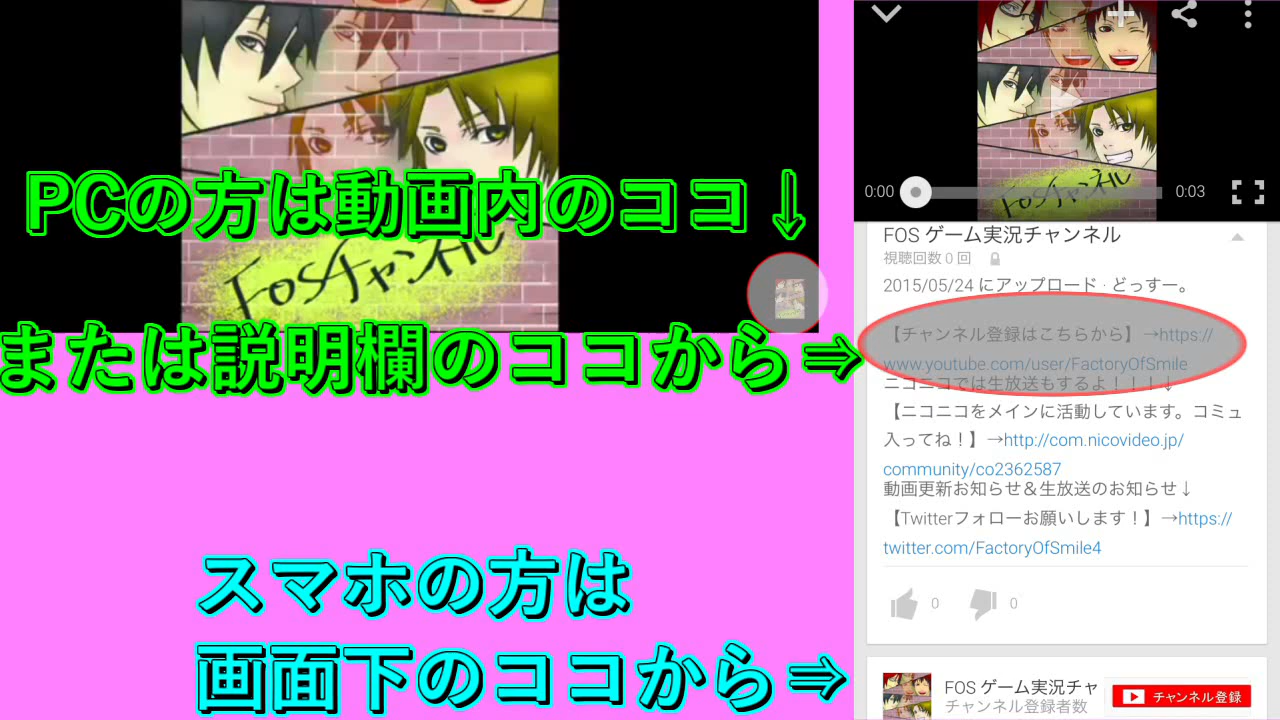 PCの方は動画内のココ↓
FOSチャンネル
または説明欄のココから⇒
スマホの方は
画面下のココから⇒
FOSチャンネル
0:00
0:03
FOS ゲーム実況チャンネル
視聴回数 0 回
2015/05/24 にアップロード · どっすー。
【チャンネル登録はこちらから】→https://
www.youtube.com/user/FactoryOfSmile
ニコニコでは生放送もするよ！！！↓
【ニコニコをメインに活動しています。コミュ
入ってね！】→http://com.nicovideo.jp/
community/co2362587
動画更新お知らせ＆生放送のお知らせ↓
【Twitterフォローお願いします！】→https://
twitter.com/FactoryOfSmile4
0
0
FOS ゲーム実況チャ
チャンネル登録者数
チャンネル登録